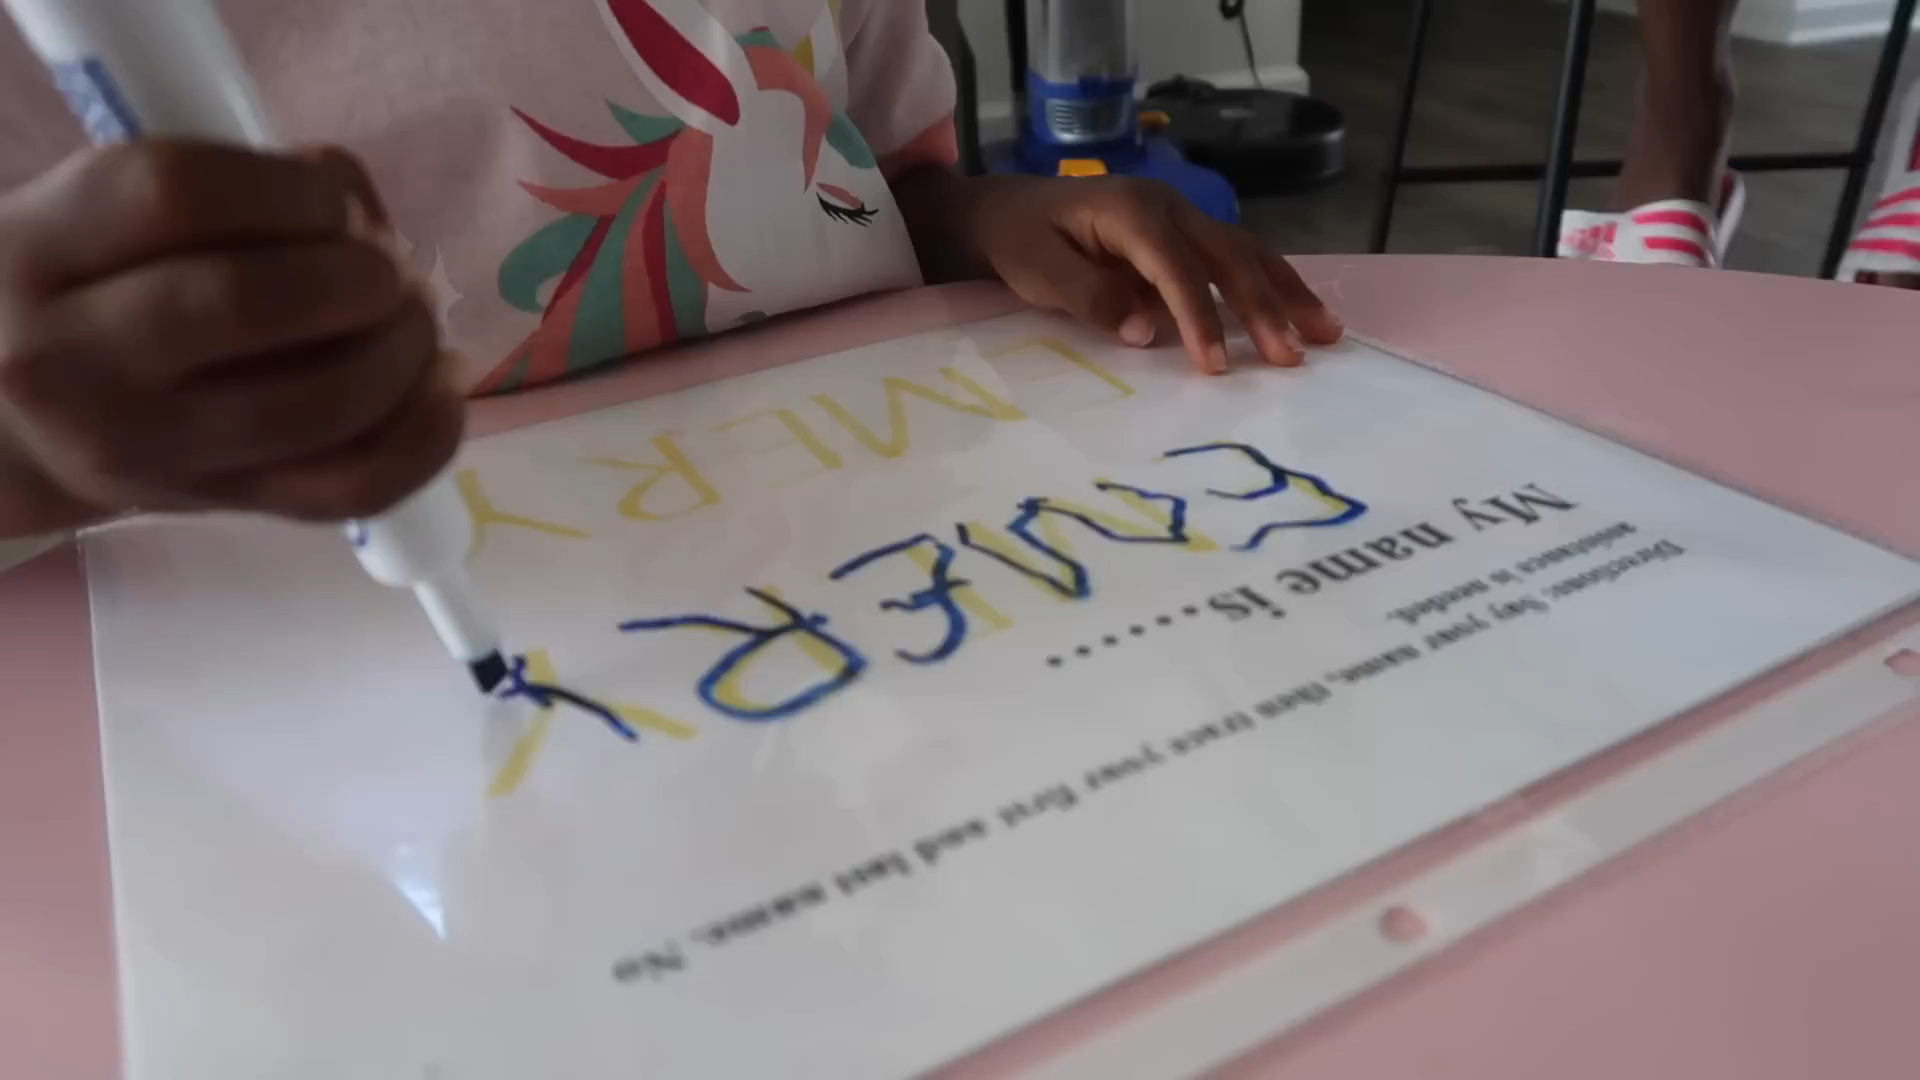 Directions: Say your name, then trace your first and last name. No
assistance is needed.
My name is.......
EMERY
EMERY